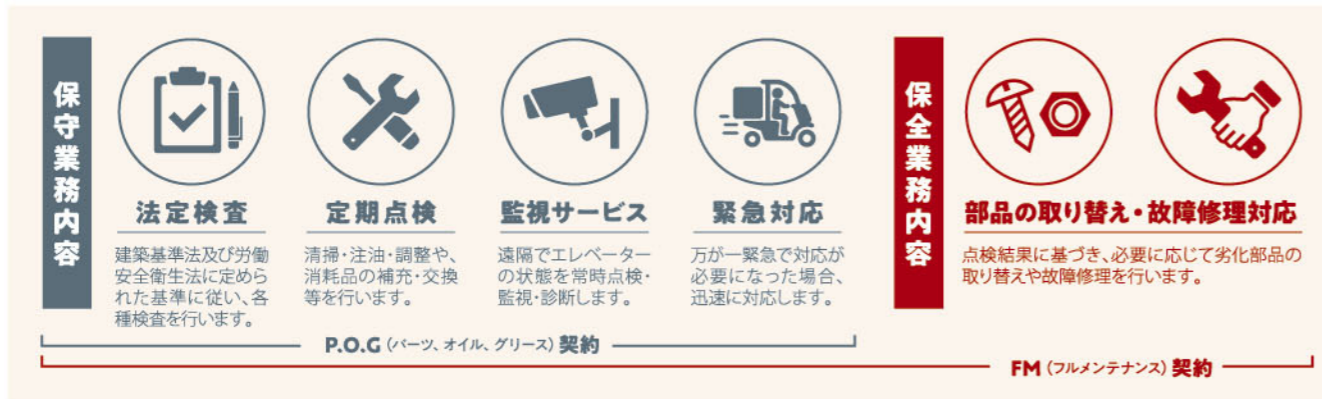 保守業務内容
法定検査
建築基準法及び労働
安全衛生法に定めら
れた基準に従い、各
種検査を行います。
定期点検
清掃・注油・調整や、
消耗品の補充・交換
等を行います。
監視サービス
遠隔でエレベーター
の状態を常時点検・
監視・診断します。
緊急対応
万が一緊急で対応が
必要になった場合、
迅速に対応します。
保全業務内容
部品の取り替え・故障修理対応
点検結果に基づき、必要に応じて劣化部品の
取り替えや故障修理を行います。
P.O.G（パーツ、オイル、グリース）契約
FM（フルメンテナンス）契約